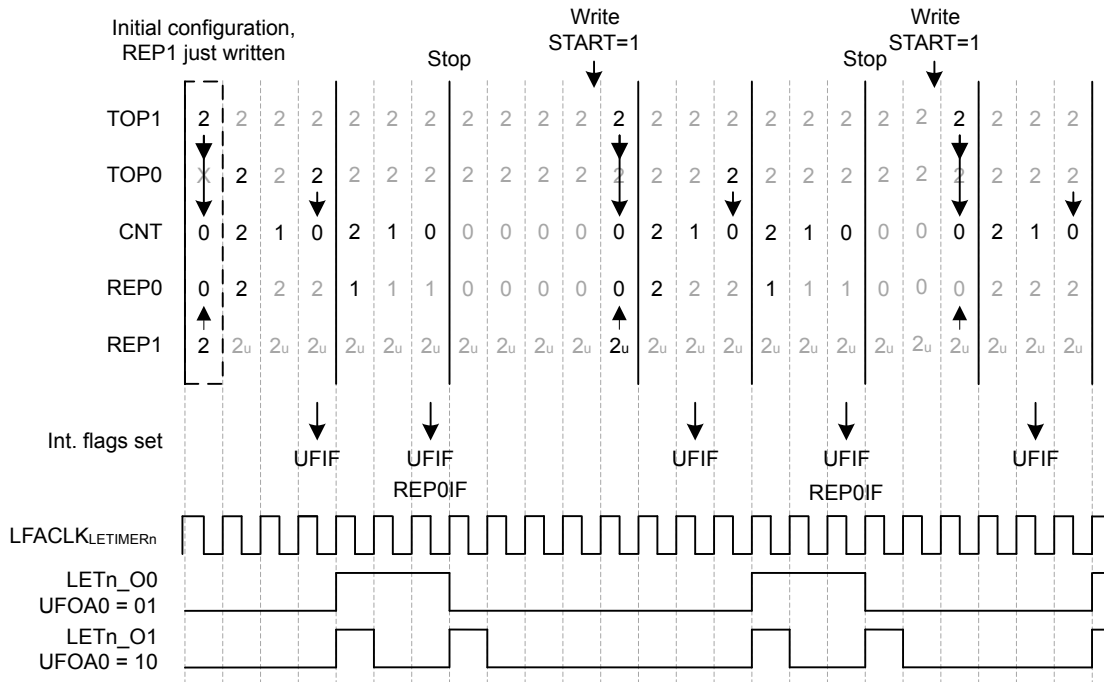 Initial configuration,
REP1 just written
Stop
Write
START=1
Stop
Write
START=1
TOP1 2 2 2 2 2 2 2 2 2 2 2 2 2 2 2 2 2 2 2 2 2 2 2 2
TOP0 X 2 2 2 2 2 2 2 2 2 2 2 2 2 2 2 2 2 2 2 2 2 2 2
CNT 0 2 1 0 2 1 0 0 0 0 0 0 2 1 0 2 1 0 0 0 0 2 1 0
REP0 0 2 2 2 1 1 1 0 0 0 0 0 2 2 2 1 1 1 0 0 0 2 2 2
REP1 2 2u 2u 2u 2u 2u 2u 2u 2u 2u 2u 2u 2u 2u 2u 2u 2u 2u 2u 2u 2u 2u 2u 2u
Int. flags set
UFIF UFIF UFIF UFIF UFIF
REP0IF REP0IF
LFACLKLETIMERn
LETn_O0
UFOA0 = 01
LETn_O1
UFOA0 = 10